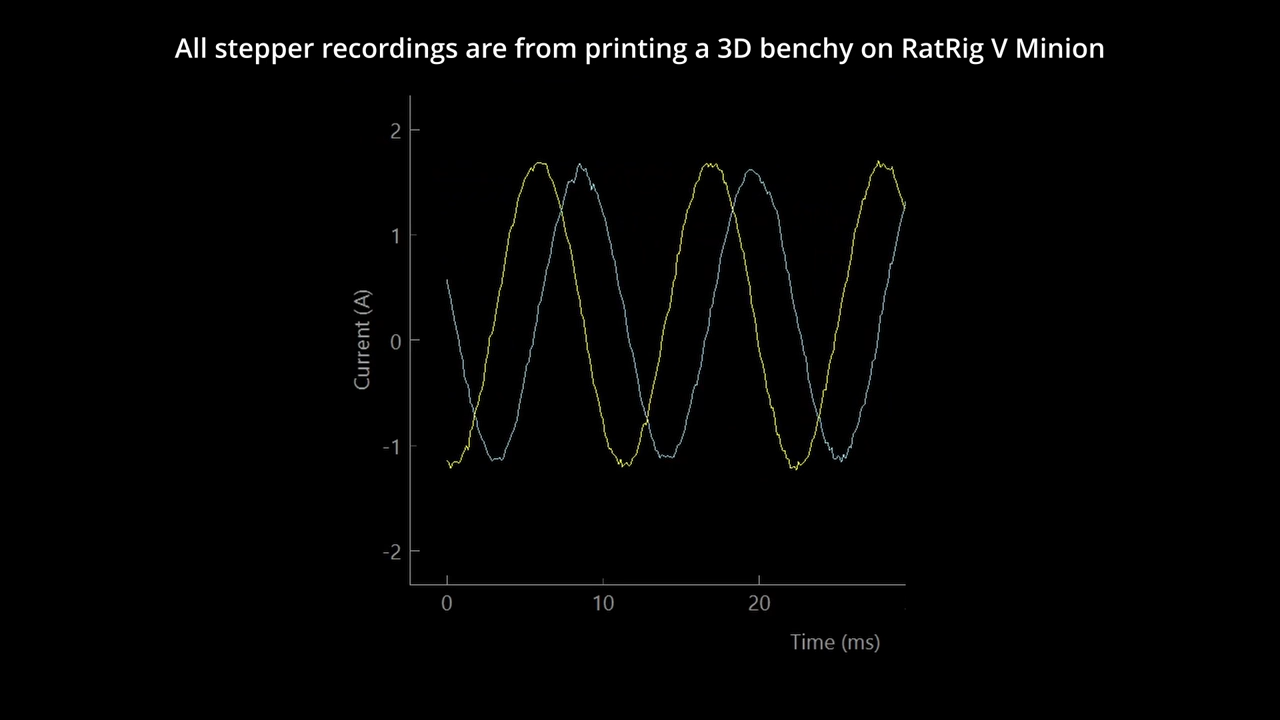 All stepper recordings are from printing a 3D benchy on RatRig V Minion
2
1
0
-1
-2
Current (A)
0
10
20
Time (ms)